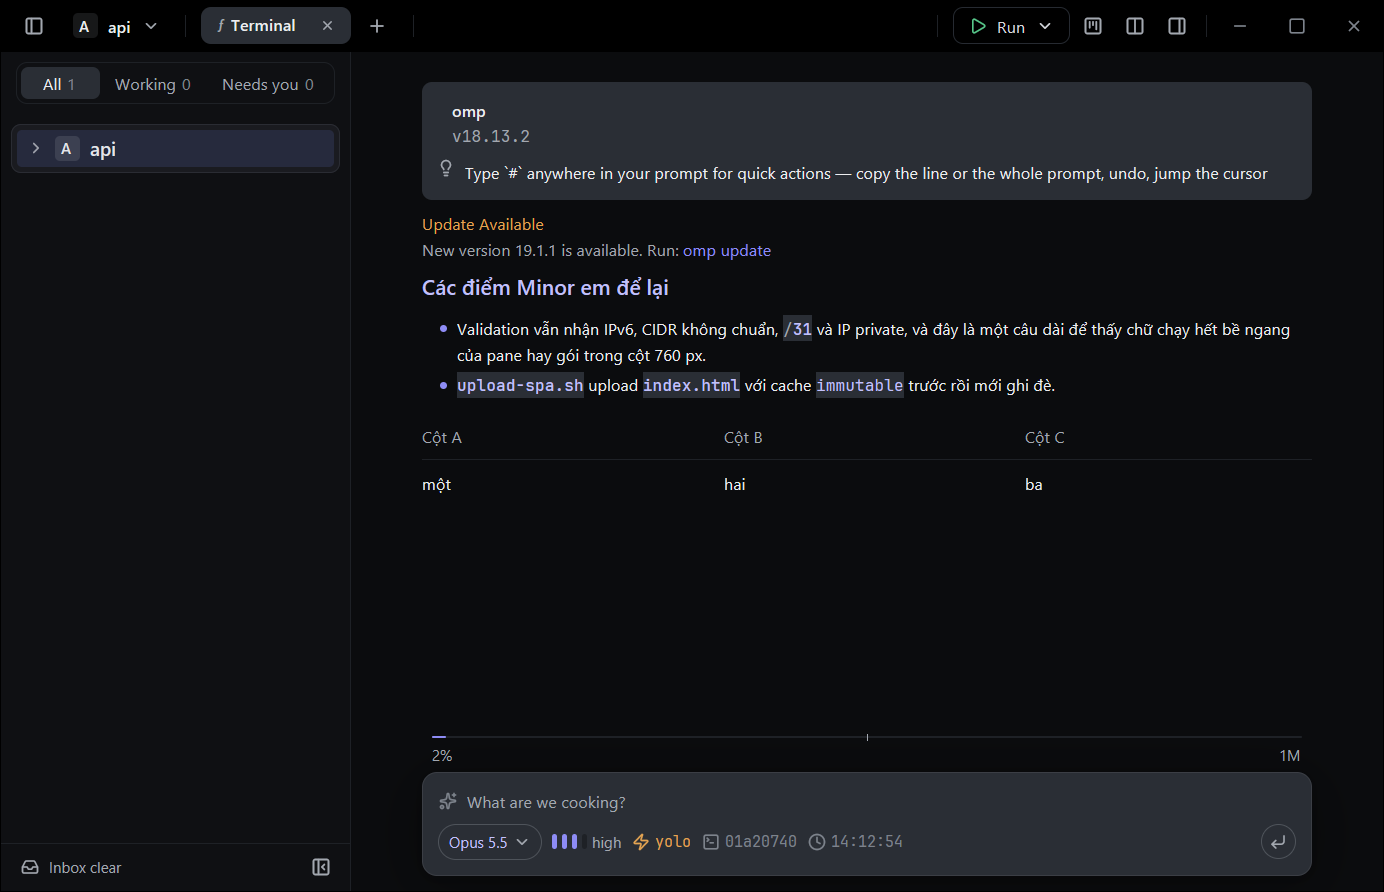 A api
f Terminal
Run
All 1
Working 0
Needs you 0
A api
omp
v18.13.2
Type `#` anywhere in your prompt for quick actions — copy the line or the whole prompt, undo, jump the cursor
Update Available
New version 19.1.1 is available. Run: omp update
Các điểm Minor em để lại
Validation vẫn nhận IPv6, CIDR không chuẩn, /31 và IP private, và đây là một câu dài để thấy chữ chạy hết bề ngang
của pane hay gói trong cột 760 px.
upload-spa.sh upload index.html với cache immutable trước rồi mới ghi đè.
Cột A Cột B Cột C
một hai ba
2% 1M
What are we cooking?
Opus 5.5 high yolo 01a20740 14:12:54
Inbox clear